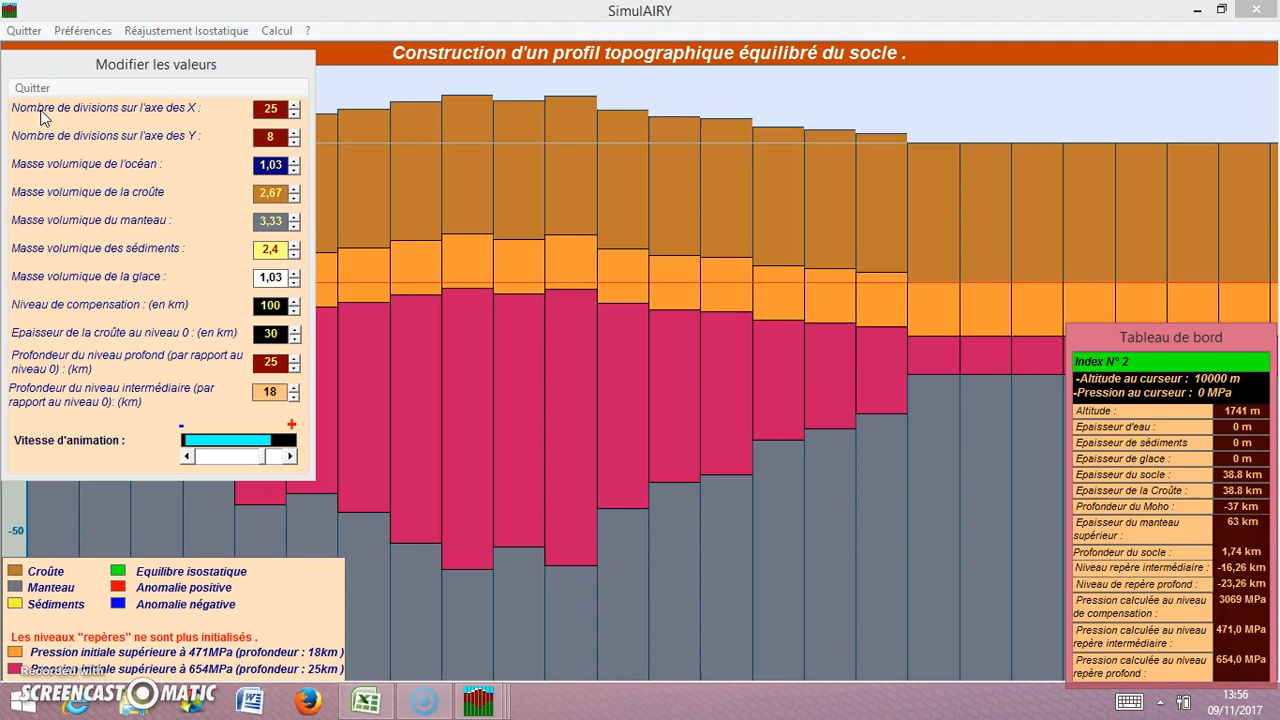 SimulAIRY
Quitter Préférences Réajustement Isostatique Calcul ?
Construction d'un profil topographique équilibré du socle .
Modifier les valeurs
Quitter
Nombre de divisions sur l'axe des X : 25
Nombre de divisions sur l'axe des Y : 8
Masse volumique de l'océan : 1,03
Masse volumique de la croûte 2,67
Masse volumique du manteau : 3,33
Masse volumique des sédiments : 2,4
Masse volumique de la glace : 1,03
Niveau de compensation : (en km) 100
Epaisseur de la croûte au niveau 0 : (en km) 30
Profondeur du niveau profond (par rapport au
niveau 0) : (km) 25
Profondeur du niveau intermédiaire (par
rapport au niveau 0): (km) 18
- +
Vitesse d'animation :
-50
Croûte Equilibre isostatique
Manteau Anomalie positive
Sédiments Anomalie négative
Les niveaux "repères" ne sont plus initialisés .
Pression initiale supérieure à 471MPa (profondeur : 18km )
Pression initiale supérieure à 654MPa (profondeur : 25km )
Tableau de bord
Index N° 2
-Altitude au curseur : 10000 m
-Pression au curseur : 0 MPa
Altitude : 1741 m
Epaisseur d'eau : 0 m
Epaisseur de sédiments 0 m
Epaisseur de glace : 0 m
Epaisseur du socle : 38.8 km
Epaisseur de la Croûte : 38.8 km
Profondeur du Moho : -37 km
Epaisseur du manteau 63 km
supérieur :
Profondeur du socle : 1,74 km
Niveau repère intermédiaire : -16,26 km
Niveau de repère profond : -23,26 km
Pression calculée au niveau 3069 MPa
de compensation :
Pression calculée au niveau 471,0 MPa
repère intermédiaire :
Pression calculée au niveau 654,0 MPa
repère profond :
Recorded with
SCREENCAST MATIC
13:56
09/11/2017